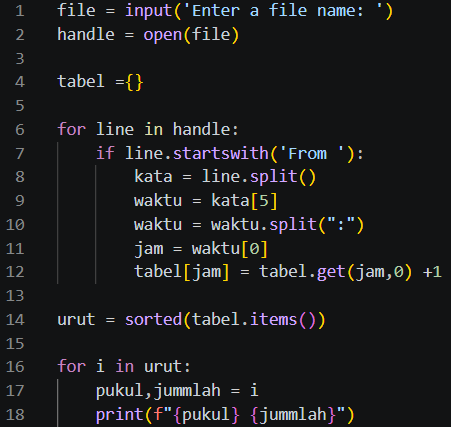 1 file = input('Enter a file name: ')
2 handle = open(file)
3
4 tabel ={}
5
6 for line in handle:
7     if line.startswith('From '):
8         kata = line.split()
9         waktu = kata[5]
10         waktu = waktu.split(":")
11         jam = waktu[0]
12         tabel[jam] = tabel.get(jam,0) +1
13
14 urut = sorted(tabel.items())
15
16 for i in urut:
17     pukul,jummlah = i
18     print(f"{pukul} {jummlah}")